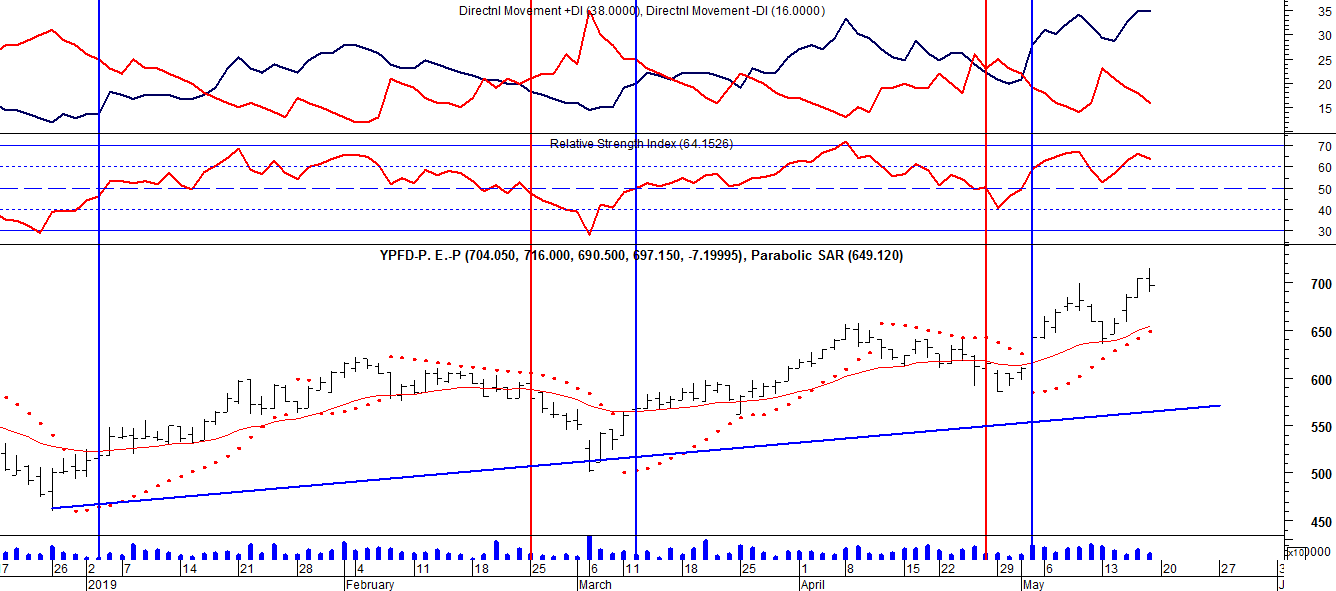 Directnl Movement +DI (38.0000), Directnl Movement -DI (16.0000)
35
30
25
20
15
Relative Strength Index (64.1526)
70
60
50
40
30
YPFD-P. E.-P (704.050, 716.000, 690.500, 697.150, -7.19995), Parabolic SAR (649.120)
700
650
600
550
500
450
x10
0000
26 2 7 14 21 28 4 11 18 25 4 11 18 25 1 8 15 22 29 6 13 20 27
2019 February March April May